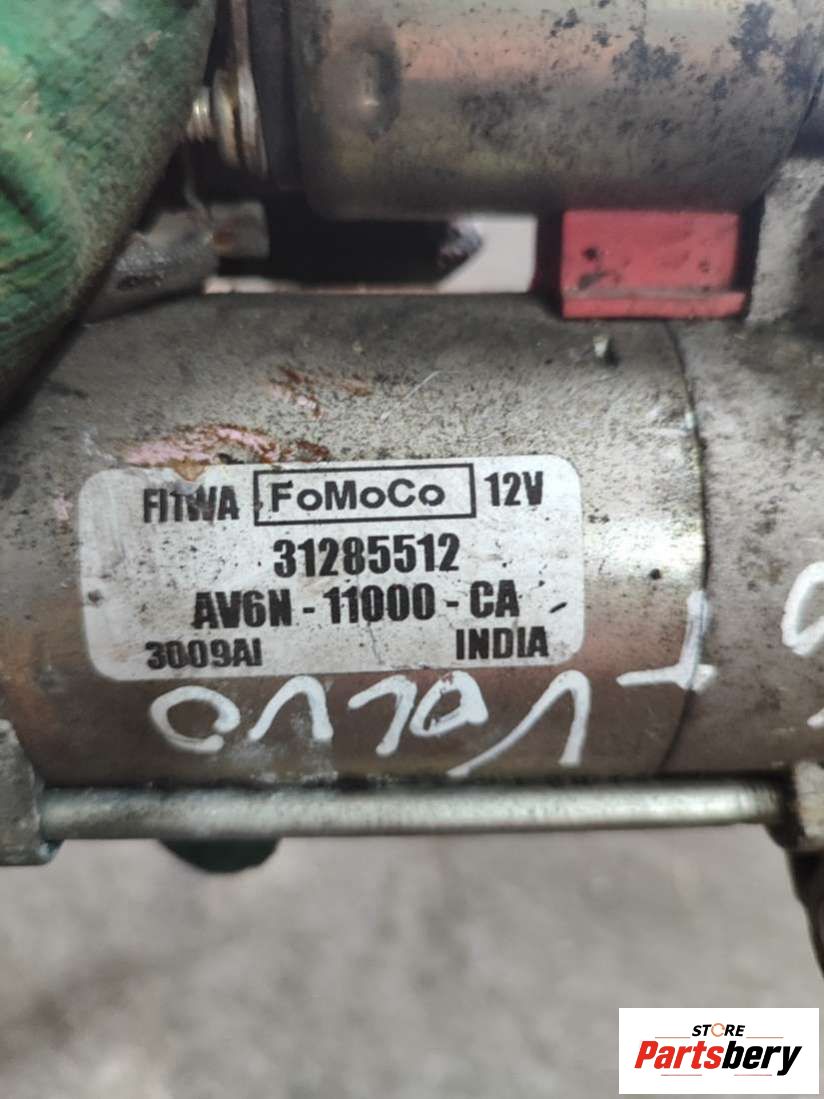 FITWA FoMoCo 12V
31285512
AV6N - 11000 - CA
3009AI INDIA
VOLVO
STORE
Partsbery